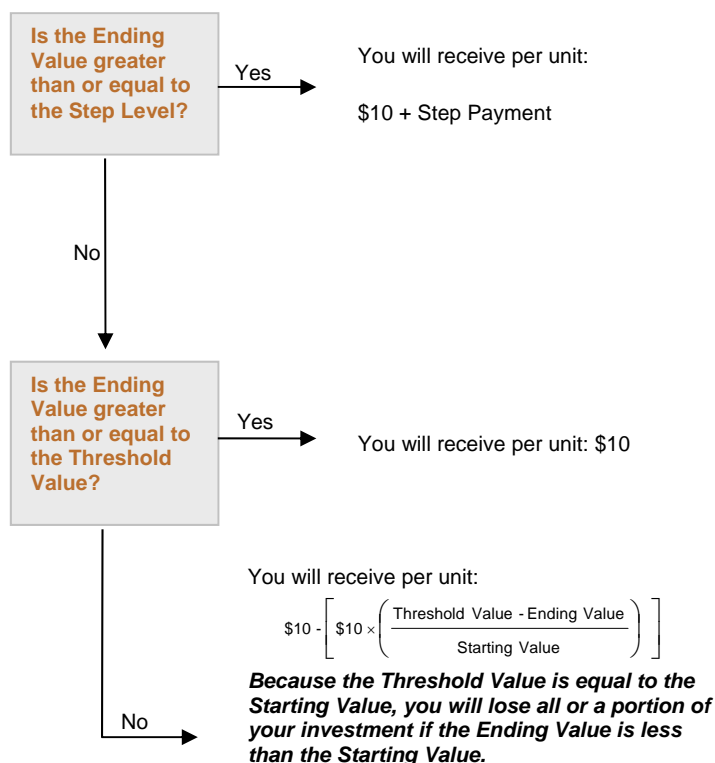 Is the Ending
Value greater
than or equal to
the Step Level?
Yes
You will receive per unit:
$10 + Step Payment
No
Is the Ending
Value greater
than or equal to
the Threshold
Value?
Yes
You will receive per unit: $10
You will receive per unit:
$10 - [ $10 × ( Threshold Value - Ending Value
Starting Value ) ]
Because the Threshold Value is equal to the
Starting Value, you will lose all or a portion of
your investment if the Ending Value is less
than the Starting Value.
No